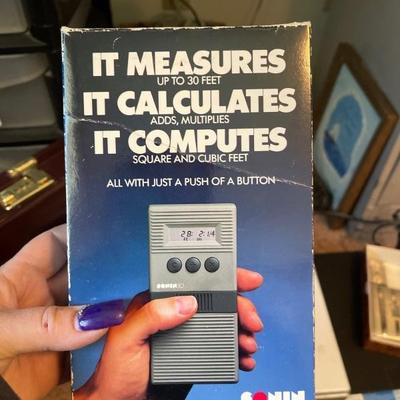 IT MEASURES
UP TO 30 FEET
IT CALCULATES
ADDS, MULTIPLIES
IT COMPUTES
SQUARE AND CUBIC FEET
ALL WITH JUST A PUSH OF A BUTTON
SONIN